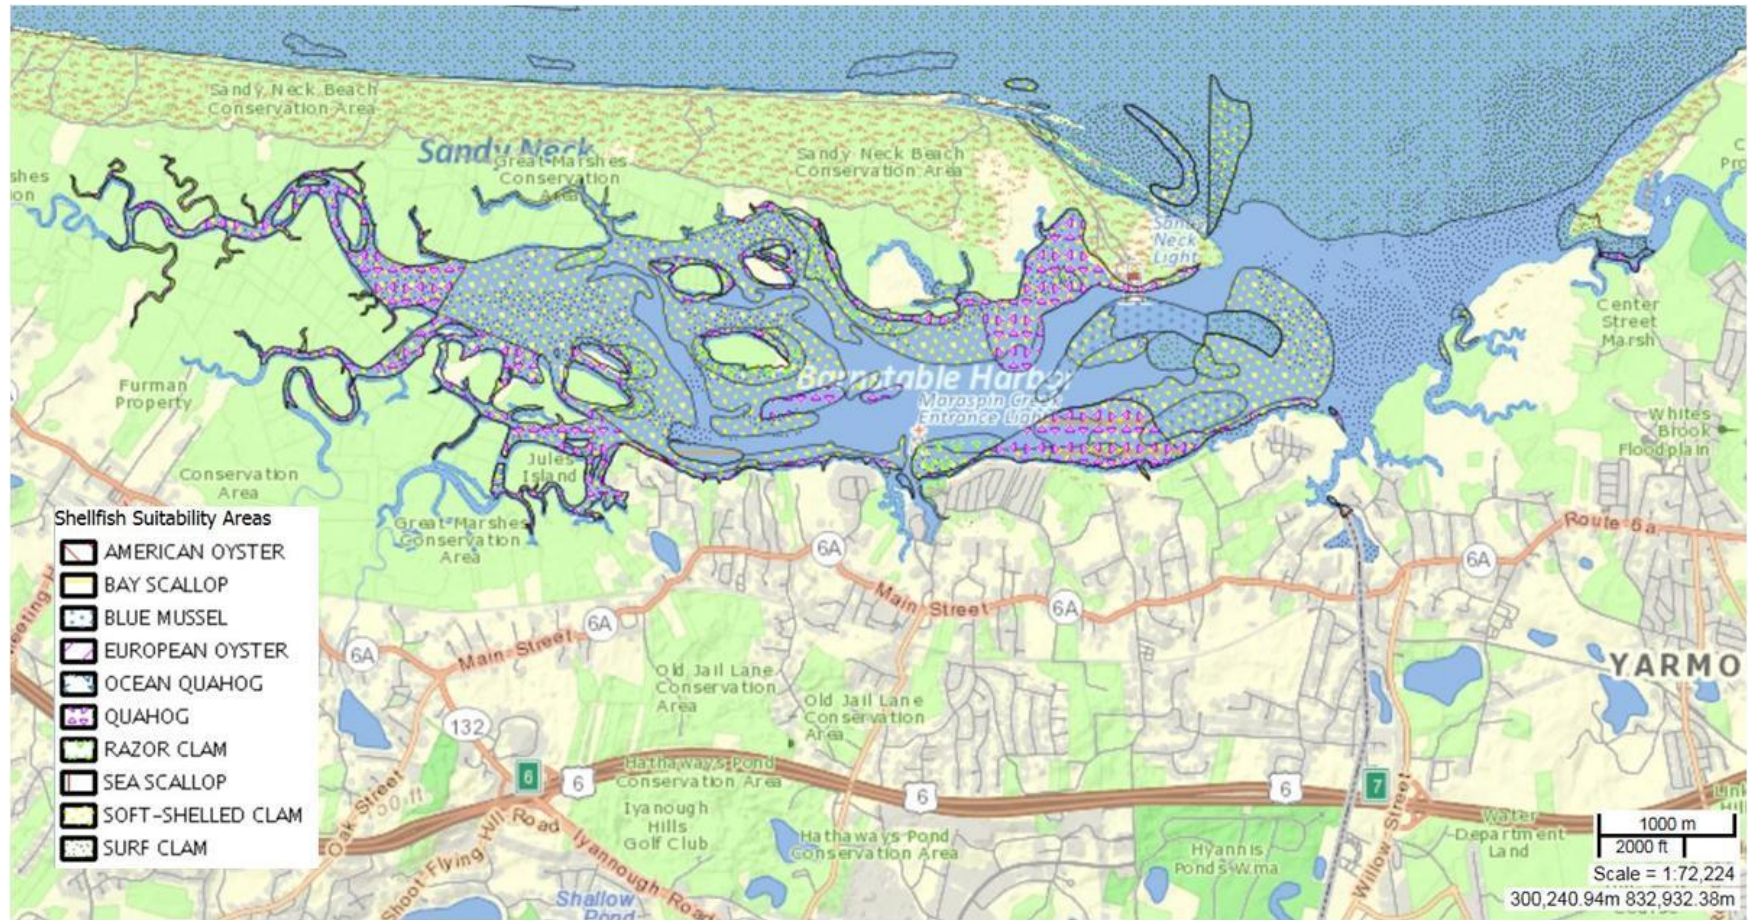 Sandy Neck Beach
Conservation Area
Sandy Neck
Great Marshes
Conservation
Area
Sandy Neck Beach
Conservation Area
Sandy
Neck
Light
Center
Street
Marsh
Barnstable Harbor
Maraspin Creek
Entrance Light
Furman
Property
Whites
Brook
Floodplain
Conservation
Area
Jules
Island
Great Marshes
Conservation
Area
Shellfish Suitability Areas
AMERICAN OYSTER
BAY SCALLOP
BLUE MUSSEL
EUROPEAN OYSTER
OCEAN QUAHOG
QUAHOG
RAZOR CLAM
SEA SCALLOP
SOFT-SHELLED CLAM
SURF CLAM
Route 6a
6A
6A
Main Street
6A
6A
Main Street
6A
YARMO
Old Jail Lane
Conservation
Area
Old Jail Lane
Conservation
Area
132
6
6
Hathaways Pond
Conservation Area
6
6
7
Oak Street
50 ft
Iyanough
Hills
Golf Club
Shoot Flying Hill Road
Iyannough Road
Hathaways Pond
Conservation Area
Hyannis
Ponds Wma
Willow Street
Water
Department
Land
Shallow
Pond
1000 m
2000 ft
Scale = 1:72,224
300,240.94m 832,932.38m